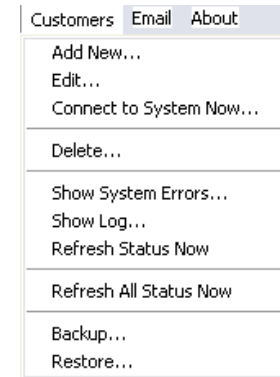 Customers Email About
Add New...
Edit...
Connect to System Now...
Delete...
Show System Errors...
Show Log...
Refresh Status Now
Refresh All Status Now
Backup...
Restore...